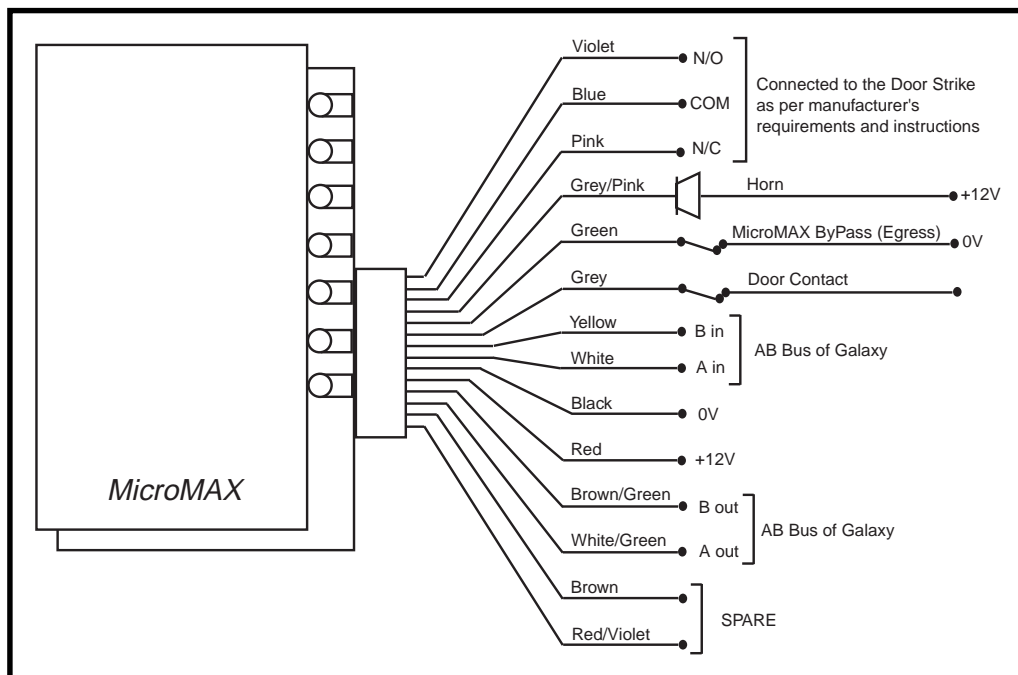 Violet N/O
Blue COM
Pink N/C
Connected to the Door Strike
as per manufacturer's
requirements and instructions
Grey/Pink Horn +12V
Green MicroMAX ByPass (Egress) 0V
Grey Door Contact
Yellow B in
White A in
AB Bus of Galaxy
Black 0V
Red +12V
Brown/Green B out
White/Green A out
AB Bus of Galaxy
Brown
Red/Violet
SPARE
MicroMAX